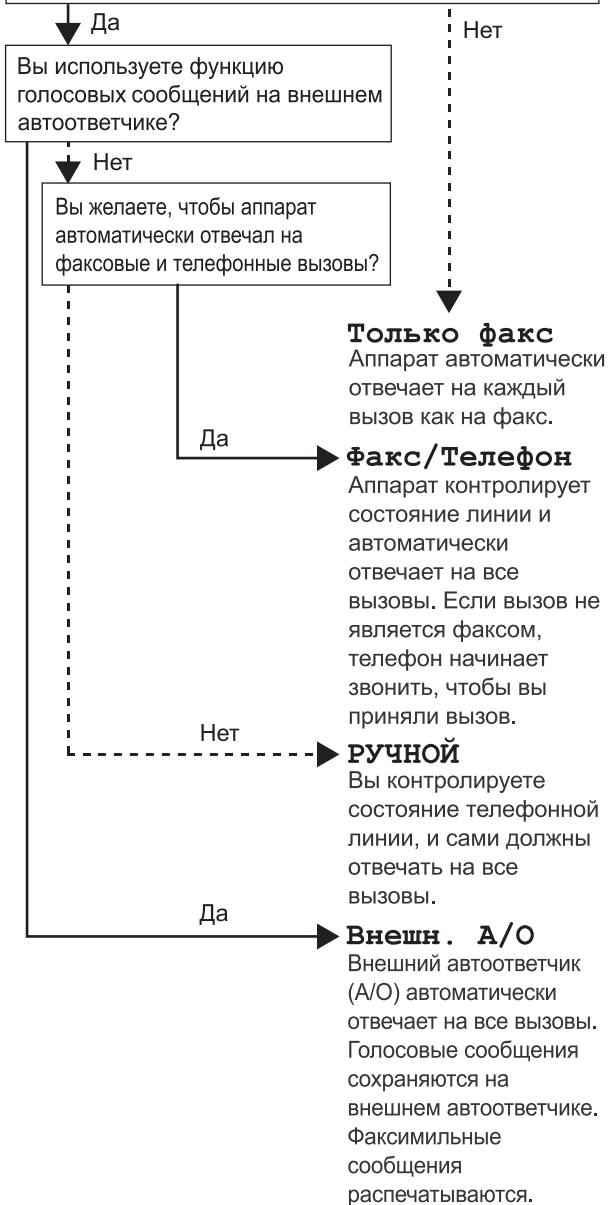 Да
Нет
Вы используете функцию
голосовых сообщений на внешнем
автоответчике?
Нет
Вы желаете, чтобы аппарат
автоматически отвечал на
факсовые и телефонные вызовы?
Только факс
Аппарат автоматически
отвечает на каждый
вызов как на факс.
Да
Факс/Телефон
Аппарат контролирует
состояние линии и
автоматически
отвечает на все
вызовы. Если вызов не
является факсом,
телефон начинает
звонить, чтобы вы
приняли вызов.
Нет
РУЧНОЙ
Вы контролируете
состояние телефонной
линии, и сами должны
отвечать на все
вызовы.
Да
Внешн. А/О
Внешний автоответчик
(А/О) автоматически
отвечает на все вызовы.
Голосовые сообщения
сохраняются на
внешнем автоответчике.
Факсимильные
сообщения
распечатываются.